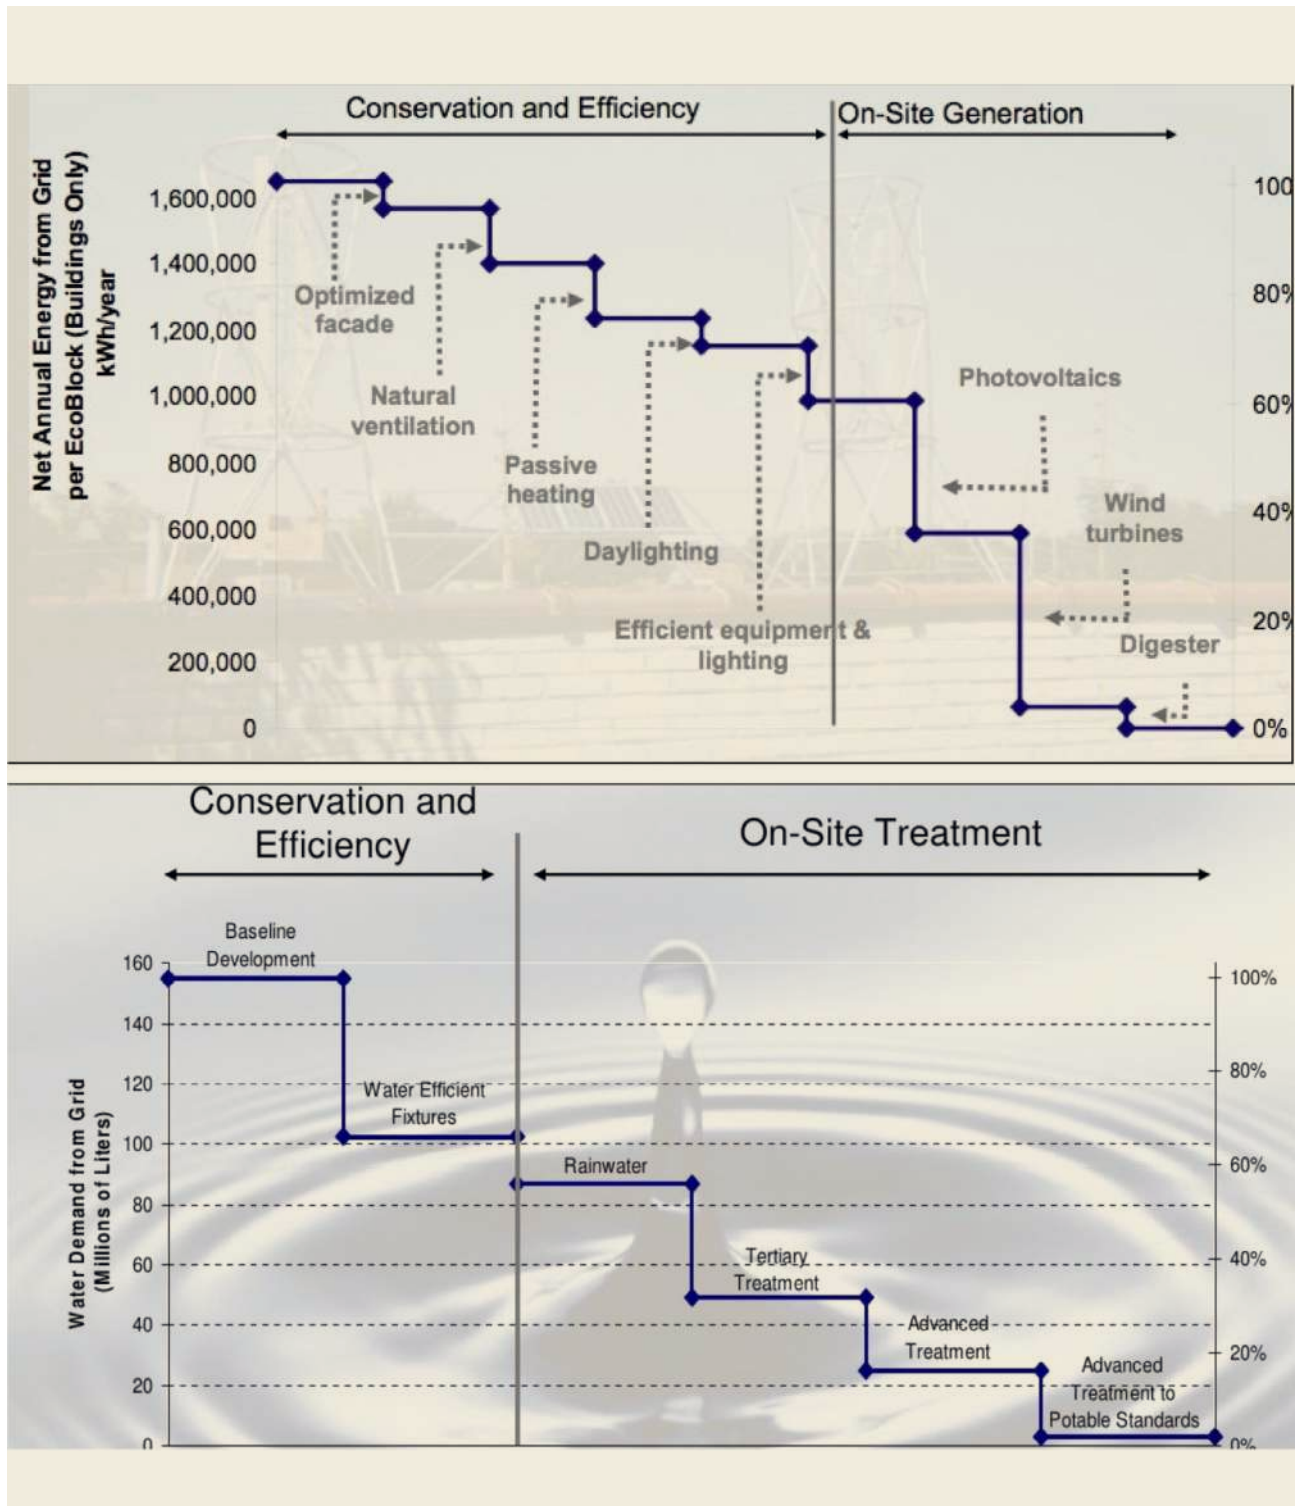 Conservation and Efficiency
On-Site Generation
Net Annual Energy from Grid
per EcoBlock (Buildings Only)
kWh/year
1,600,000
1,400,000
1,200,000
1,000,000
800,000
600,000
400,000
200,000
0
100
80%
60%
40%
20%
0%
Optimized
facade
Natural
ventilation
Passive
heating
Daylighting
Efficient equipment &
lighting
Photovoltaics
Wind
turbines
Digester
Conservation and
Efficiency
On-Site Treatment
Water Demand from Grid
(Millions of Liters)
160
140
120
100
80
60
40
20
0
100%
80%
60%
40%
20%
0%
Baseline
Development
Water Efficient
Fixtures
Rainwater
Tertiary
Treatment
Advanced
Treatment
Advanced
Treatment to
Potable Standards